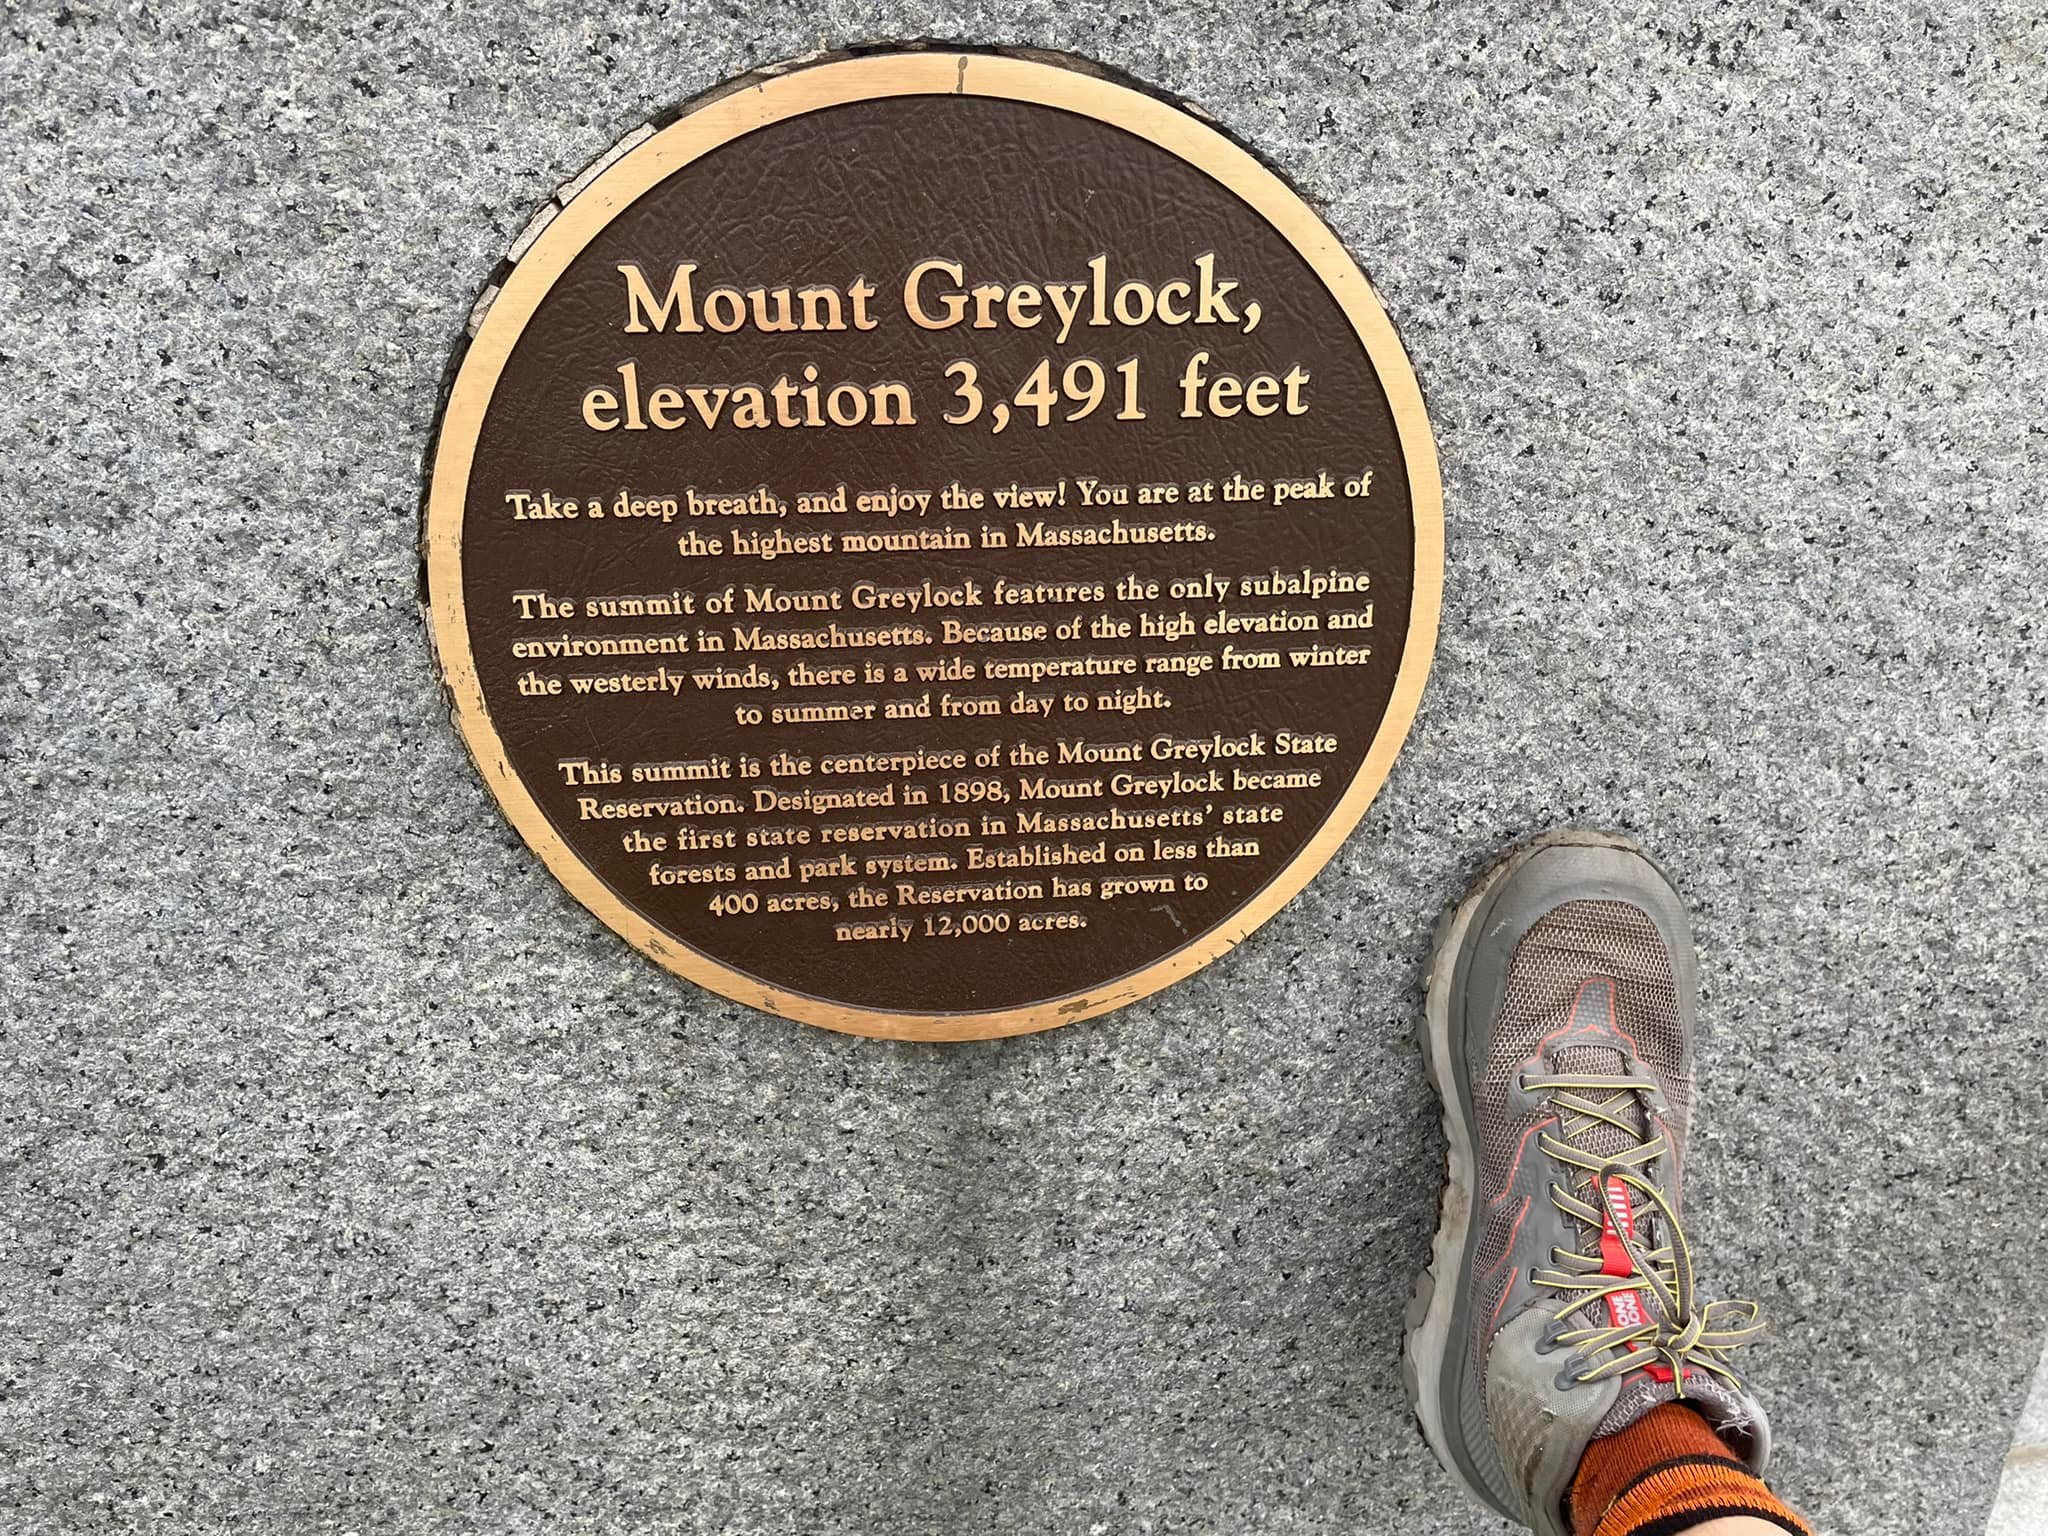 Mount Greylock,
elevation 3,491 feet
Take a deep breath, and enjoy the view! You are at the peak of
the highest mountain in Massachusetts.
The summit of Mount Greylock features the only subalpine
environment in Massachusetts. Because of the high elevation and
the westerly winds, there is a wide temperature range from winter
to summer and from day to night.
This summit is the centerpiece of the Mount Greylock State
Reservation. Designated in 1898, Mount Greylock became
the first state reservation in Massachusetts’ state
forests and park system. Established on less than
400 acres, the Reservation has grown to
nearly 12,000 acres.
ONE
ONE